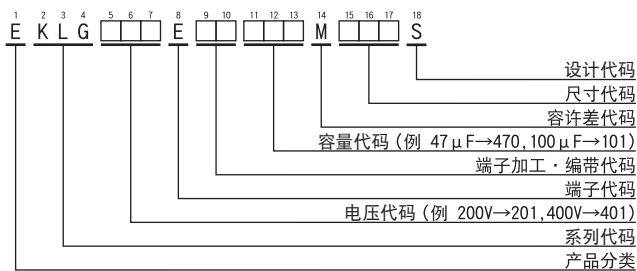 1 2 3 4 5 6 7 8 9 10 11 12 13 14 15 16 17 18
E KLG □□□ E □□ □□□ M □□□ S
设计代码
尺寸代码
容许差代码
容量代码 (例 47μF→470,100μF→101)
端子加工・编带代码
端子代码
电压代码 (例 200V→201,400V→401)
系列代码
产品分类